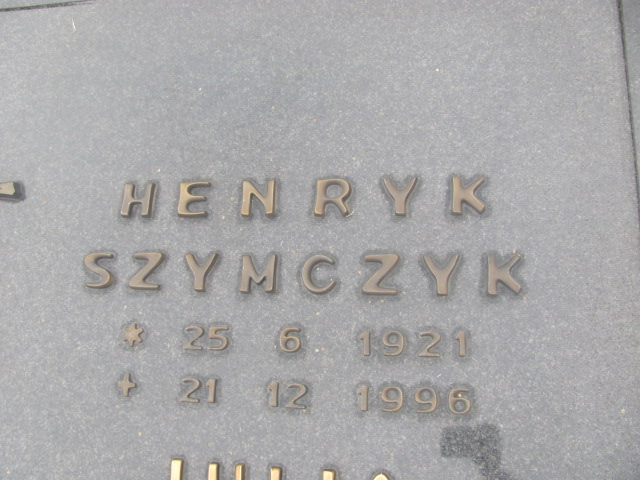 HENRYK
SZYMCZYK
* 25 6 1921
+ 21 12 1996